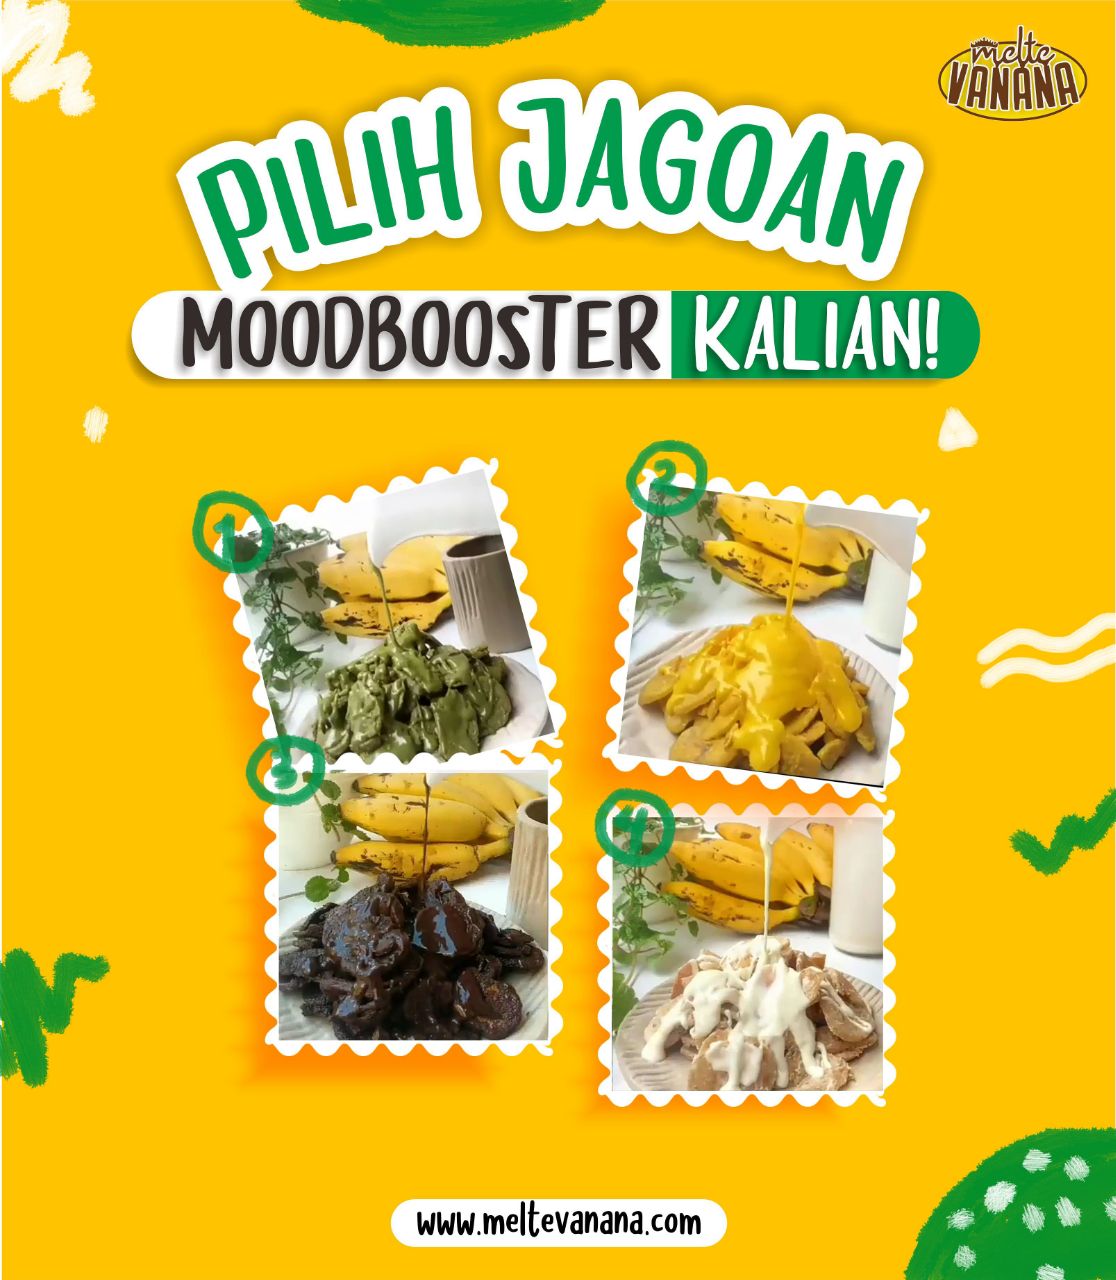 melte
VANANA
PILIH JAGOAN
MOODBOOSTER KALIAN!
1
2
3
4
www.meltevanana.com